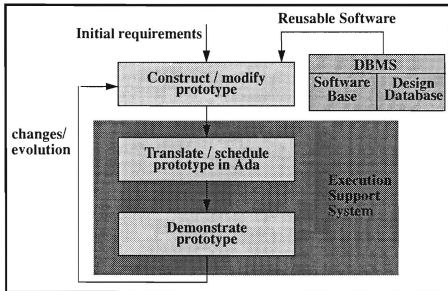 Reusable Software
Initial requirements
DBMS
Software Design
Base Database
Construct / modify
prototype
changes/
evolution
Translate / schedule
prototype in Ada
Execution
Support
System
Demonstrate
prototype